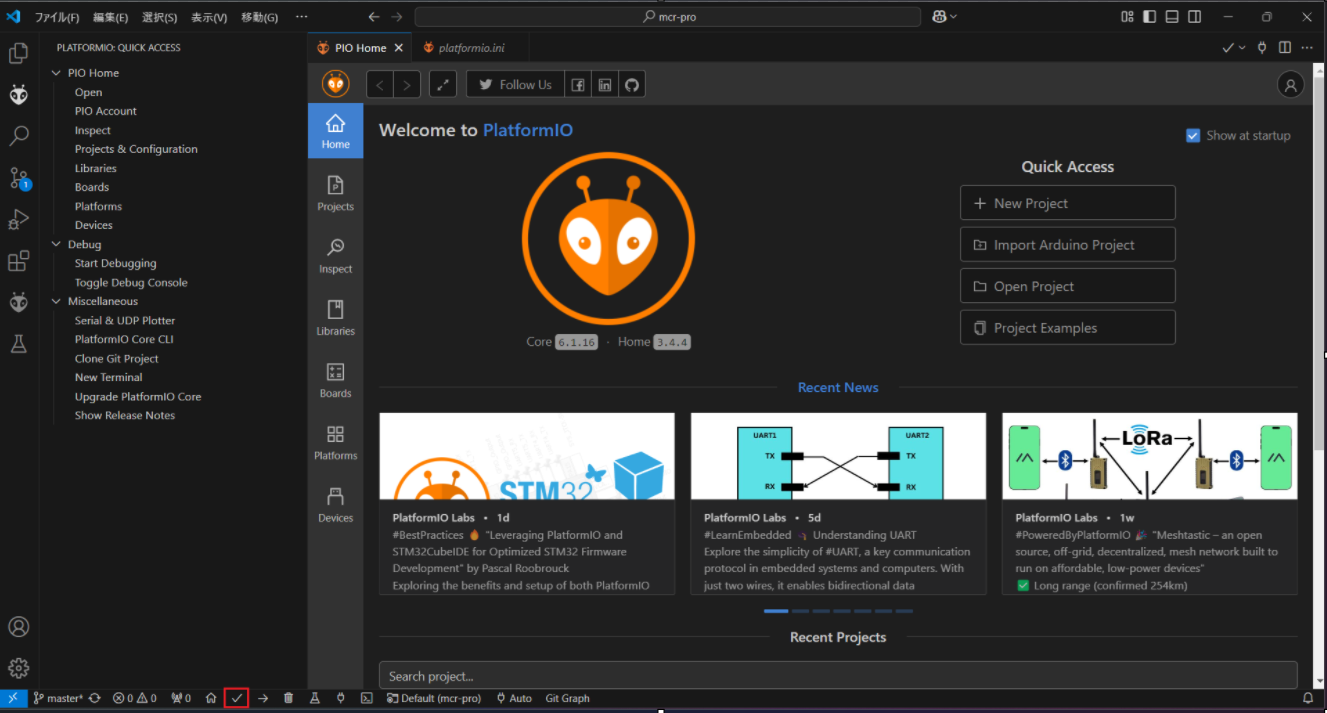 ファイル(F) 編集(E) 選択(S) 表示(V) 移動(G) ··· mcr-pro
PLATFORMIO: QUICK ACCESS
PIO Home
Open
PIO Account
Inspect
Projects & Configuration
Libraries
Boards
Platforms
Devices
Debug
Start Debugging
Toggle Debug Console
Miscellaneous
Serial & UDP Plotter
PlatformIO Core CLI
Clone Git Project
New Terminal
Upgrade PlatformIO Core
Show Release Notes
1
PIO Home platformio.ini
Follow Us
Home
Projects
Inspect
Libraries
Boards
Platforms
Devices
Welcome to PlatformIO
Show at startup
Core 6.1.16 · Home 3.4.4
Quick Access
New Project
Import Arduino Project
Open Project
Project Examples
Recent News
STM32
PlatformIO Labs • 1d
#BestPractices 🔥 "Leveraging PlatformIO and
STM32CubeIDE for Optimized STM32 Firmware
Development" by Pascal Roobrouck
Exploring the benefits and setup of both PlatformIO
UART1 UART2
TX TX
RX RX
PlatformIO Labs • 5d
#LearnEmbedded Understanding UART
Explore the simplicity of #UART, a key communication
protocol in embedded systems and computers. With
just two wires, it enables bidirectional data
LoRa
PlatformIO Labs • 1w
#PoweredByPlatformIO 🎉 "Meshtastic – an open
source, off-grid, decentralized, mesh network built to
run on affordable, low-power devices"
✅ Long range (confirmed 254km)
Recent Projects
Search project...
master* 0 0 0 Default (mcr-pro) Auto Git Graph